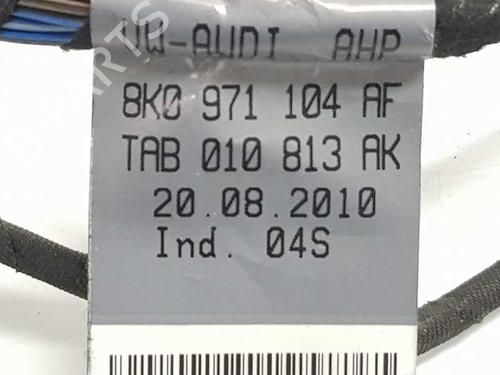 VW-AUDI AHP
8K0 971 104 AF
TAB 010 813 AK
20.08.2010
Ind. 04S